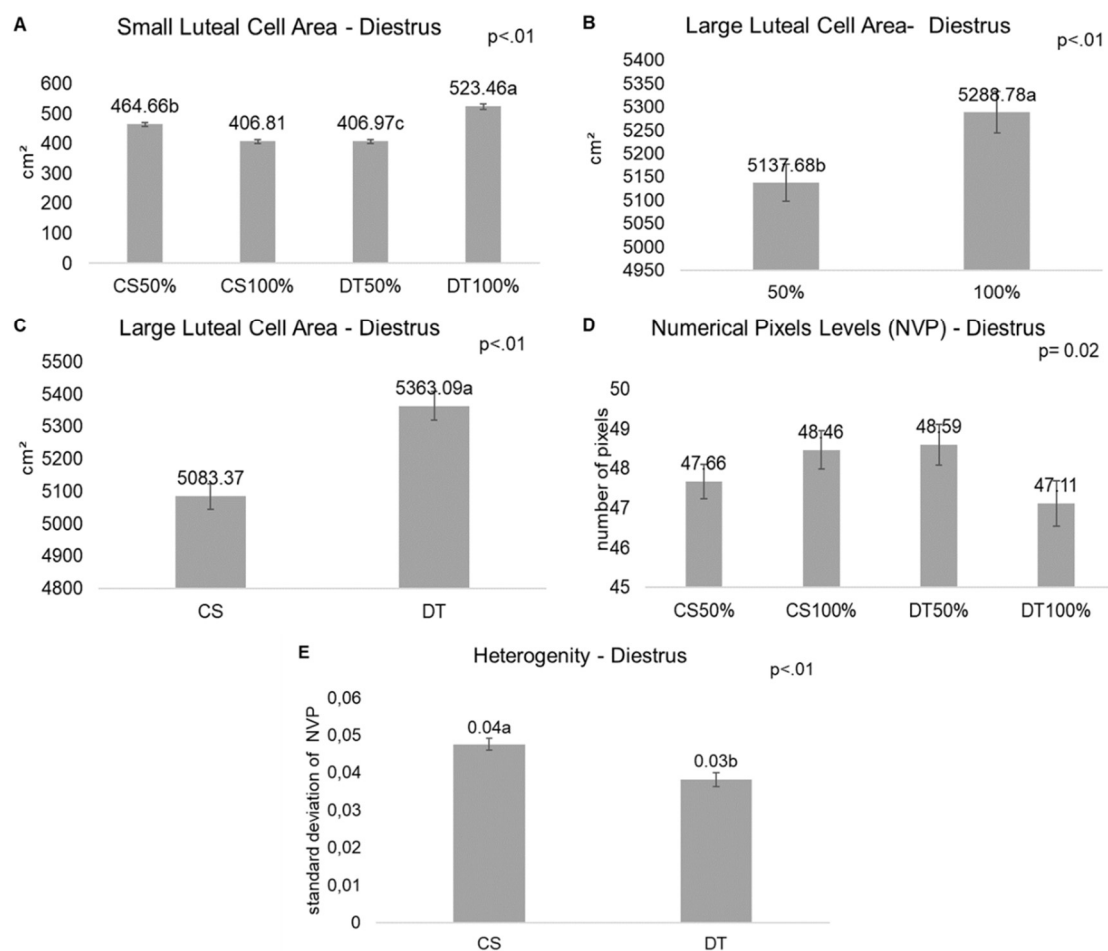 A
Small Luteal Cell Area - Diestrus
p<.01
cm²
600
500
400
300
200
100
0
464.66b
406.81
406.97c
523.46a
CS50%
CS100%
DT50%
DT100%
B
Large Luteal Cell Area- Diestrus
p<.01
cm²
5400
5350
5300
5250
5200
5150
5100
5050
5000
4950
5137.68b
5288.78a
50%
100%
C
Large Luteal Cell Area - Diestrus
p<.01
cm²
5500
5400
5300
5200
5100
5000
4900
4800
5083.37
5363.09a
CS
DT
D
Numerical Pixels Levels (NVP) - Diestrus
p= 0.02
number of pixels
50
49
48
47
46
45
47.66
48.46
48.59
47.11
CS50%
CS100%
DT50%
DT100%
E
Heterogenity - Diestrus
p<.01
standard deviation of NVP
0,06
0,05
0,04
0,03
0,02
0,01
0
0.04a
0.03b
CS
DT